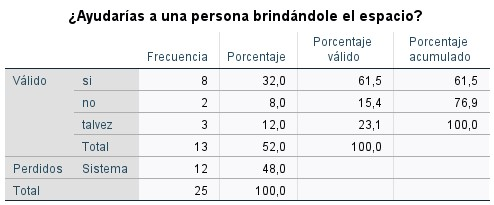 ¿Ayudarías a una persona brindándole el espacio?
Frecuencia Porcentaje Porcentaje válido Porcentaje acumulado
Válido si 8 32,0 61,5 61,5
no 2 8,0 15,4 76,9
talvez 3 12,0 23,1 100,0
Total 13 52,0 100,0
Perdidos Sistema 12 48,0
Total 25 100,0